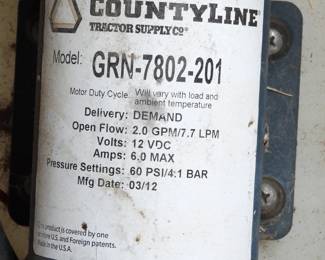 COUNTYLINE
TRACTOR SUPPLY CO
Model: GRN-7802-201
Motor Duty Cycle: Will vary with load and
ambient temperature
Delivery: DEMAND
Open Flow: 2.0 GPM/7.7 LPM
Volts: 12 VDC
Amps: 6.0 MAX
Pressure Settings: 60 PSI/4.1 BAR
Mfg Date: 03/12
product is covered by one
more U.S. and Foreign patents.
Made in the U.S.A.